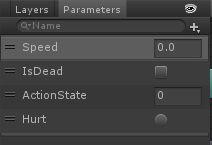 Layers Parameters
Name
Speed 0.0
IsDead
ActionState 0
Hurt